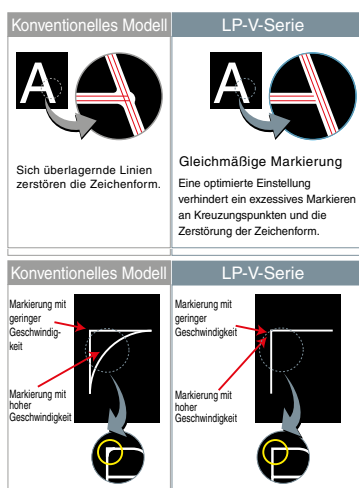 Konventionelles Modell
LP-V-Serie
A
A
Sich überlagernde Linien
zerstören die Zeichenform.
Gleichmäßige Markierung
Eine optimierte Einstellung
verhindert ein exzessives Markieren
an Kreuzungspunkten und die
Zerstörung der Zeichenform.
Konventionelles Modell
LP-V-Serie
Markierung mit
geringer
Geschwindig-
keit
Markierung mit
hoher
Geschwindigkeit
Markierung mit
geringer
Geschwindigkeit
Markierung mit
hoher
Geschwindigkeit